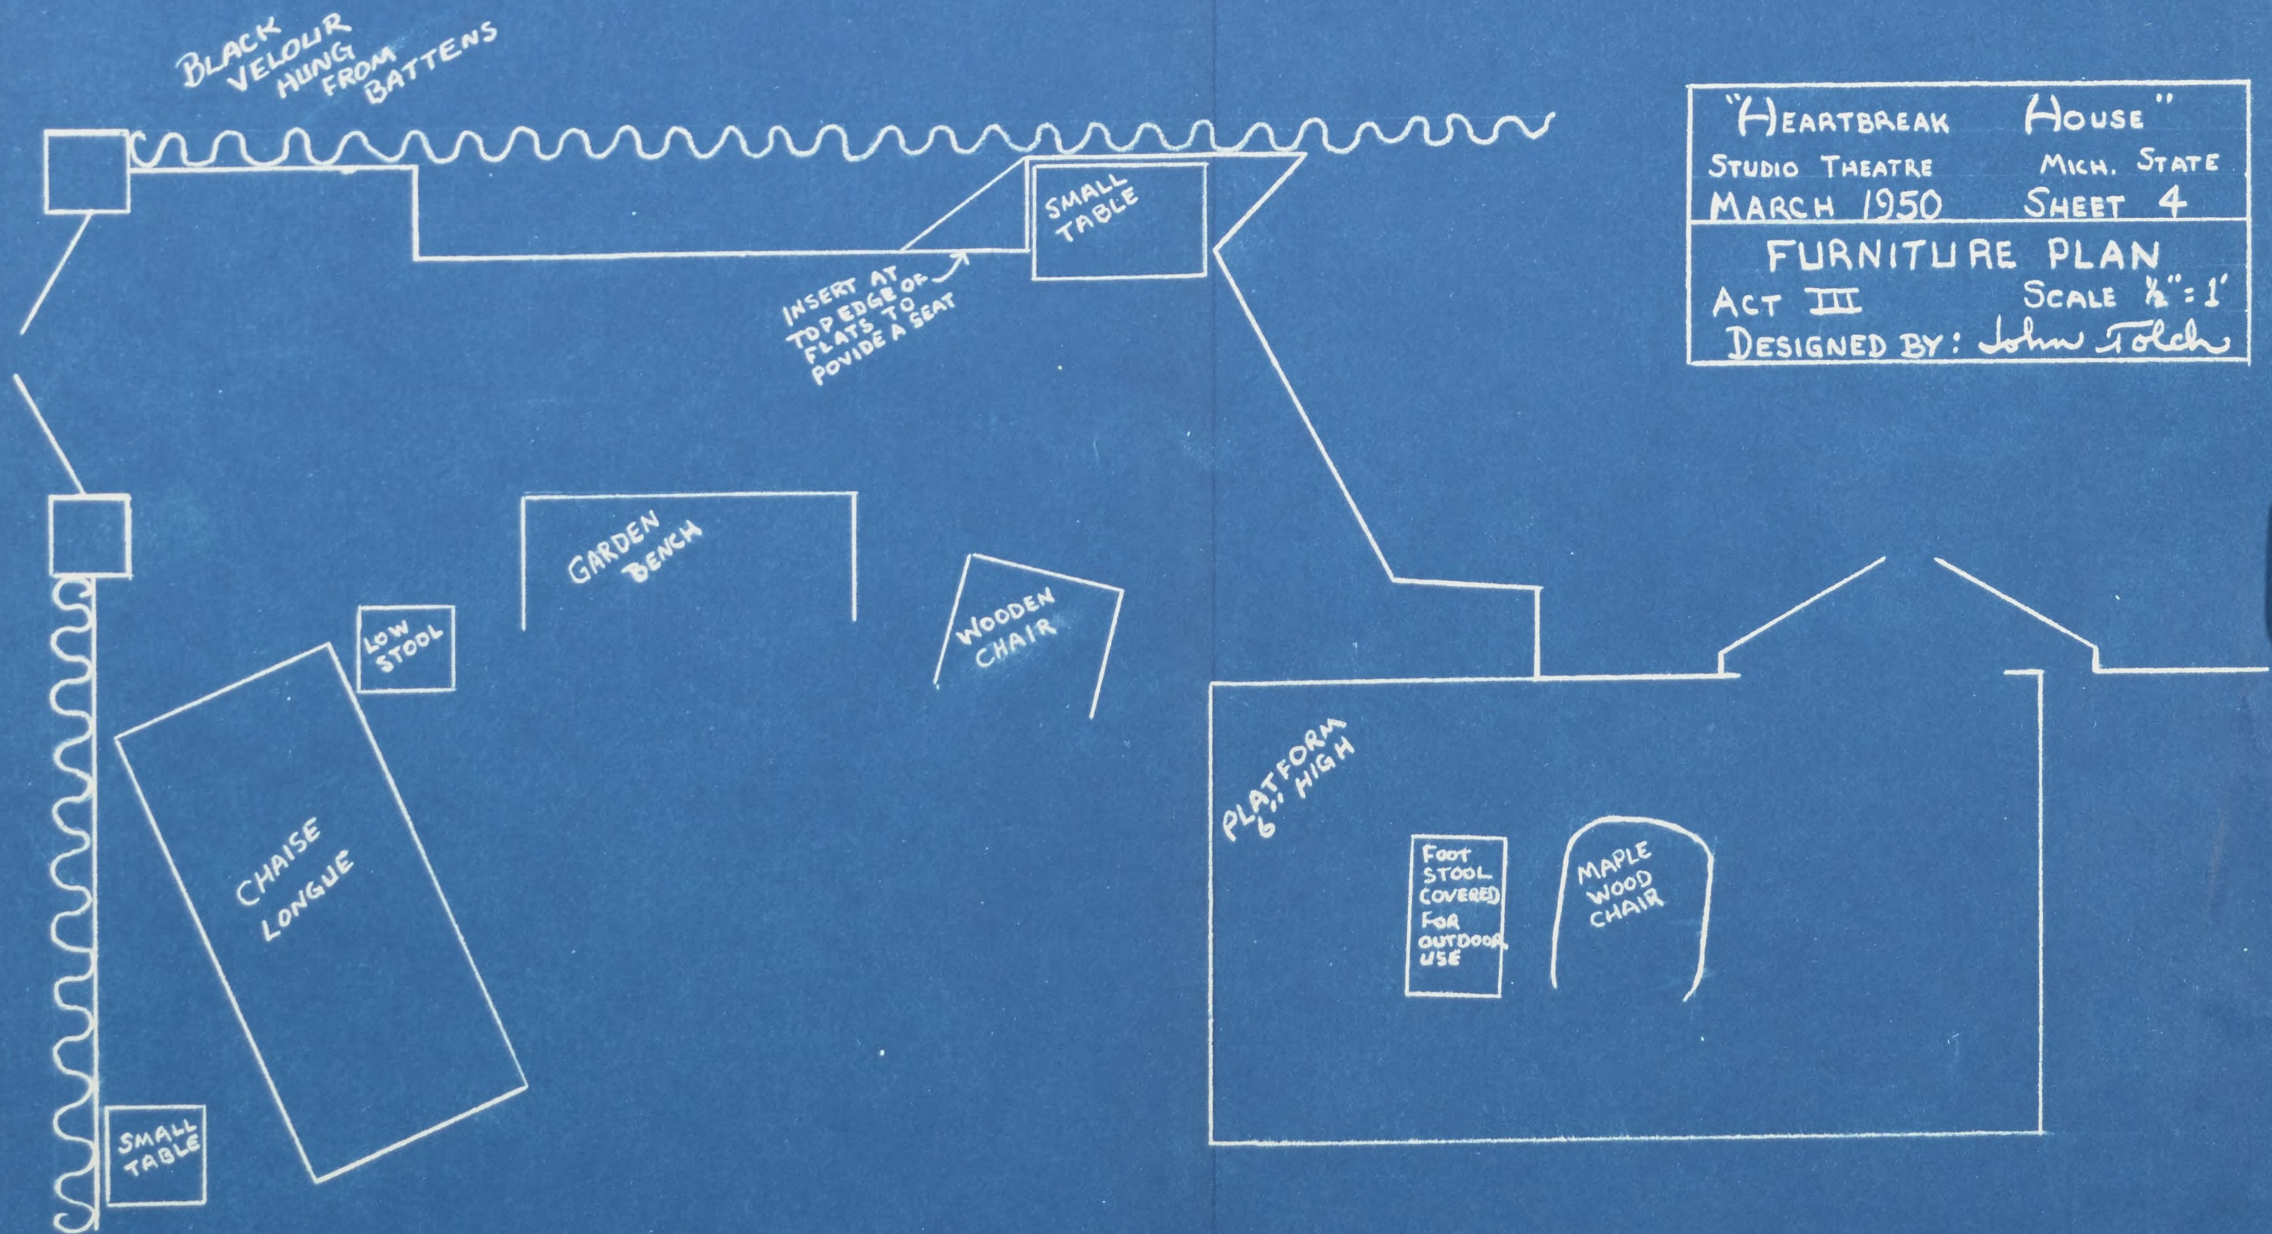 BLACK
VELOUR
HUNG
FROM
BATTENS
"HEARTBREAK HOUSE"
STUDIO THEATRE MICH. STATE
MARCH 1950 SHEET 4
FURNITURE PLAN
ACT III SCALE ½"=1'
DESIGNED BY: John Tolch
SMALL
TABLE
INSERT AT
TOP EDGE OF
FLATS TO
POVIDE A SEAT
GARDEN
BENCH
WOODEN
CHAIR
LOW
STOOL
CHAISE
LONGUE
SMALL
TABLE
PLATFORM
6" HIGH
FOOT
STOOL
COVERED
FOR
OUTDOOR
USE
MAPLE
WOOD
CHAIR